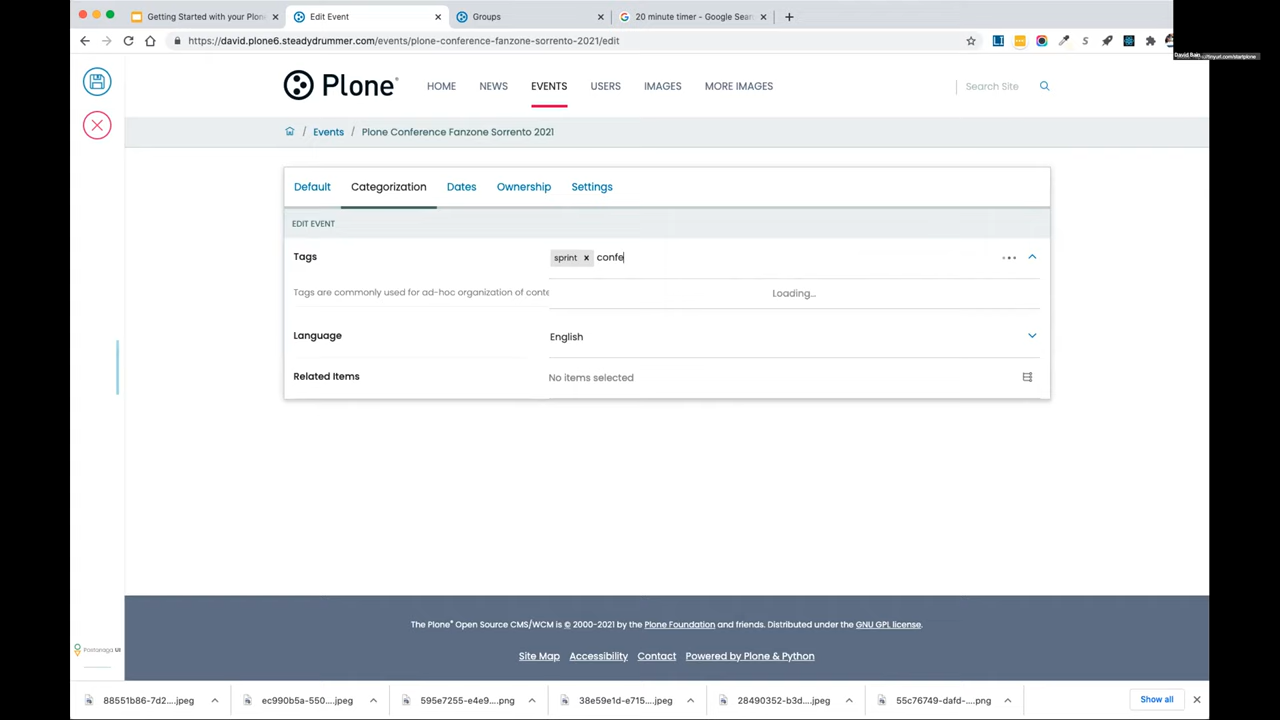 Getting Started with your Plon
Edit Event
Groups
20 minute timer - Google Sear
https://david.plone6.steadydrummer.com/events/plone-conference-fanzone-sorrento-2021/edit
David Bain
Plone®
HOME
NEWS
EVENTS
USERS
IMAGES
MORE IMAGES
Search Site
/ Events / Plone Conference Fanzone Sorrento 2021
Default
Categorization
Dates
Ownership
Settings
EDIT EVENT
Tags
sprint × confe
Tags are commonly used for ad-hoc organization of conte
Loading...
Language
English
Related Items
No items selected
The Plone® Open Source CMS/WCM is © 2000-2021 by the Plone Foundation and friends. Distributed under the GNU GPL license.
Site Map
Accessibility
Contact
Powered by Plone & Python
Pastanaga UI
88551b86-7d2....jpeg
ec990b5a-550....jpeg
595e7255-e4e9....png
38e59e1d-e715....jpeg
28490352-b3d....jpeg
55c76749-dafd-....png
Show all